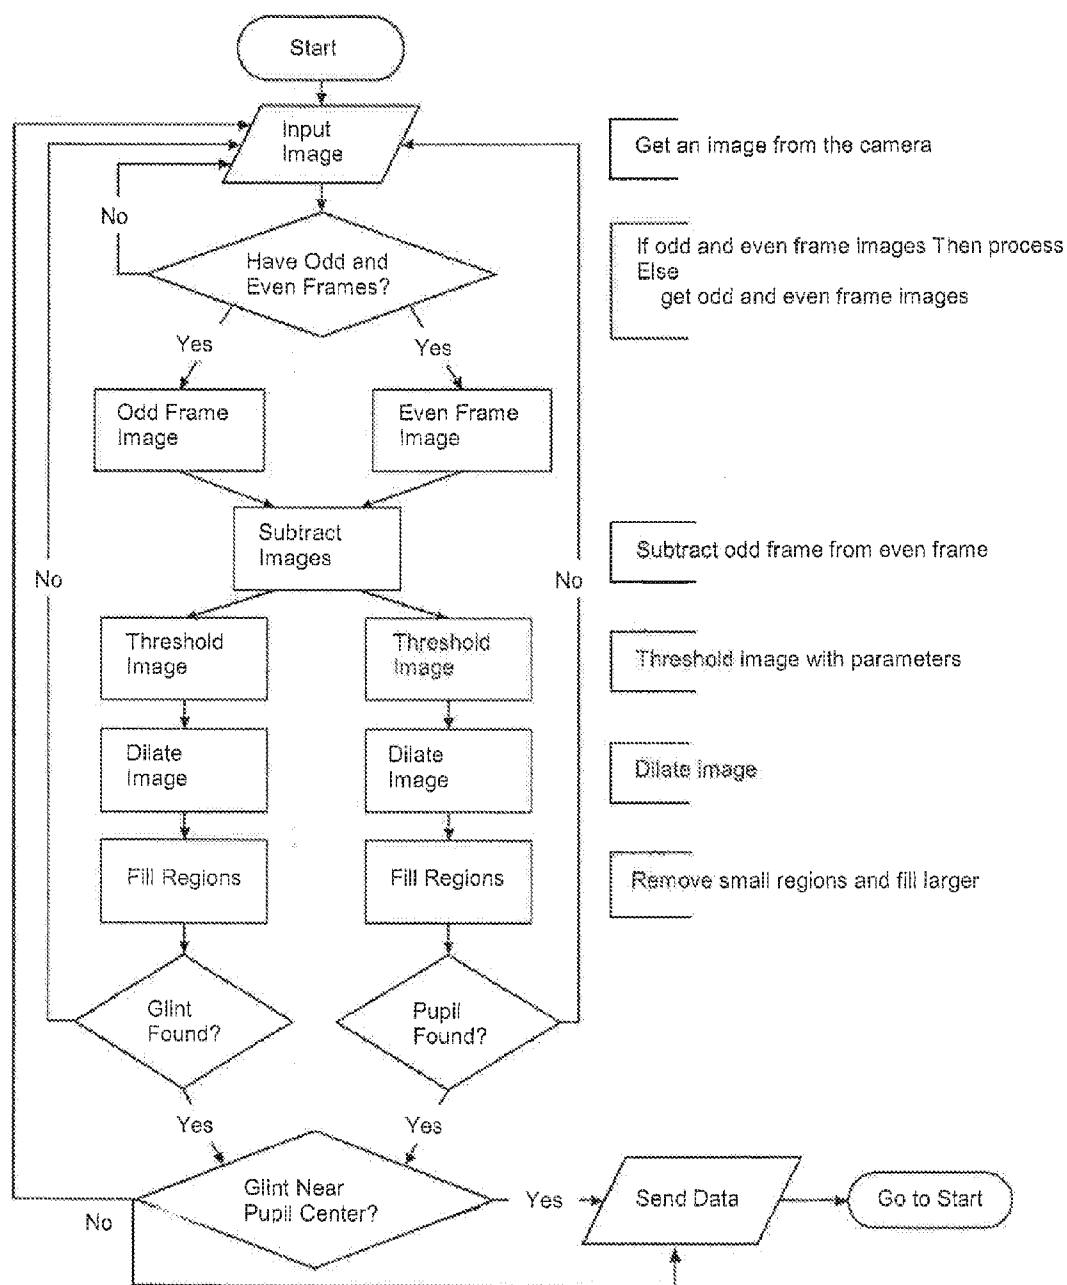 Start
Input
Image
Get an image from the camera
No
If odd and even frame images Then process
Else
get odd and even frame images
Have Odd and
Even Frames?
Yes
Yes
Odd Frame
Image
Even Frame
Image
Subtract
Images
Subtract odd frame from even frame
No
No
Threshold
Image
Threshold
Image
Threshold image with parameters
Dilate
Image
Dilate
Image
Dilate image
Fill Regions
Fill Regions
Remove small regions and fill larger
Glint
Found?
Pupil
Found?
Yes
Yes
Glint Near
Pupil Center?
Yes
Send Data
Go to Start
No